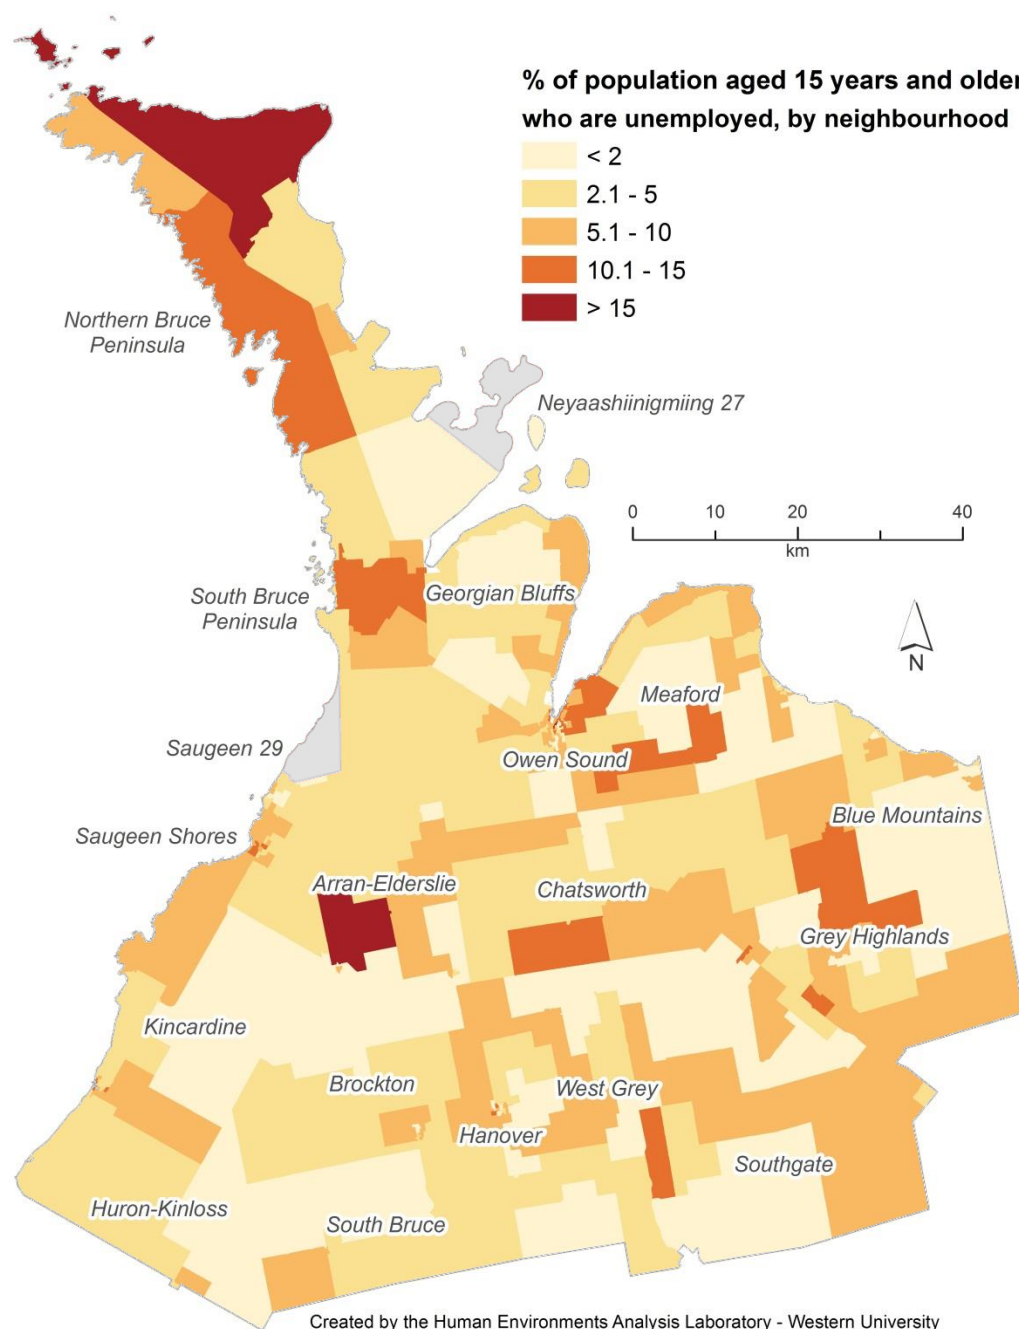 % of population aged 15 years and older
who are unemployed, by neighbourhood
< 2
2.1 - 5
5.1 - 10
10.1 - 15
> 15
Northern Bruce
Peninsula
Neyaashiinigmiing 27
0 10 20 40
km
South Bruce
Peninsula
Georgian Bluffs
N
Meaford
Saugeen 29
Owen Sound
Saugeen Shores
Blue Mountains
Arran-Elderslie
Chatsworth
Grey Highlands
Kincardine
Brockton
West Grey
Hanover
Southgate
Huron-Kinloss
South Bruce
Created by the Human Environments Analysis Laboratory - Western University